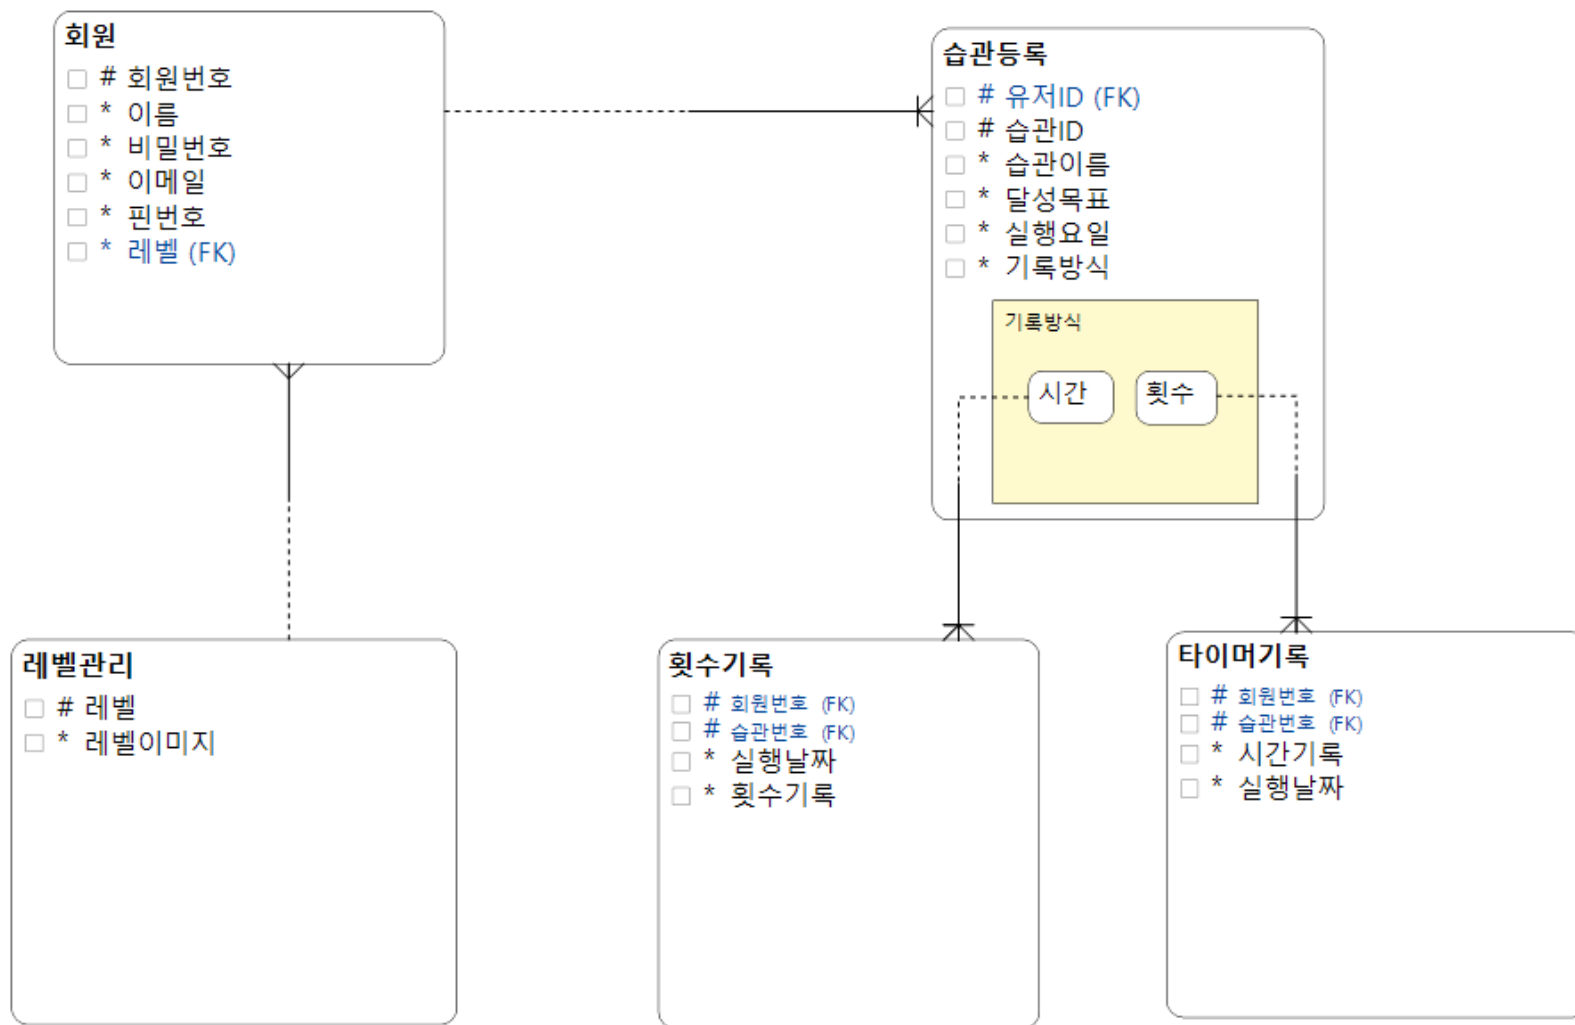 회원
# 회원번호
* 이름
* 비밀번호
* 이메일
* 핀번호
* 레벨 (FK)
습관등록
# 유저ID (FK)
# 습관ID
* 습관이름
* 달성목표
* 실행요일
* 기록방식
기록방식
시간
횟수
레벨관리
# 레벨
* 레벨이미지
횟수기록
# 회원번호 (FK)
# 습관번호 (FK)
* 실행날짜
* 횟수기록
타이머기록
# 회원번호 (FK)
# 습관번호 (FK)
* 시간기록
* 실행날짜